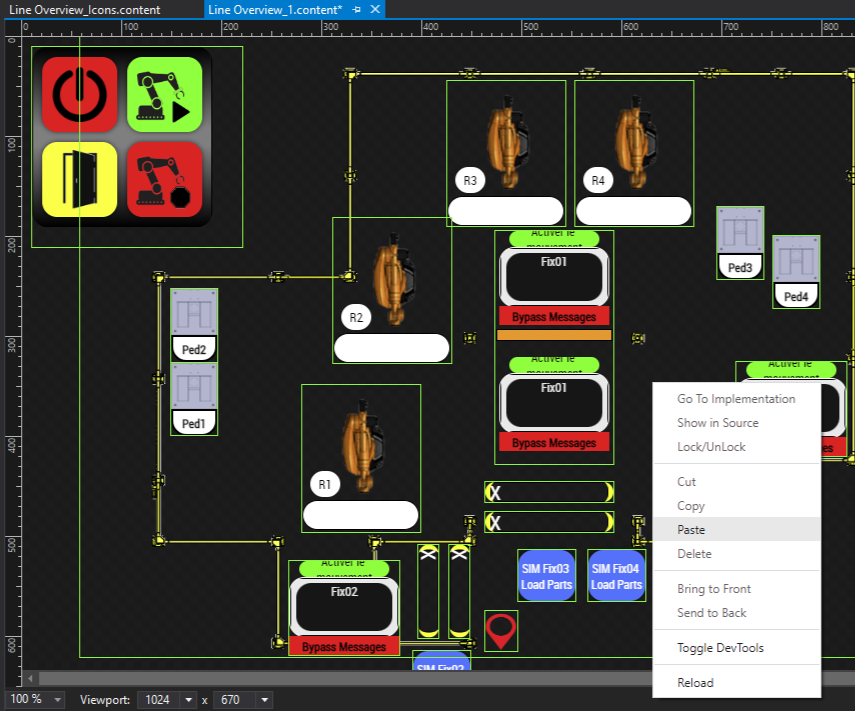 Line Overview_Icons.content
Line Overview_1.content*
0 100 200 300 400 500 600 700 800
0
100
200
300
400
500
600
R3
R4
Activer le
mouvement
Fix01
Bypass Messages
Ped3
Ped4
R2
Ped2
Ped1
Activer le
mouvement
Fix01
Bypass Messages
Activer le
mouvement
es
R1
X
X
X X
Activer le
mouvement
Fix02
Bypass Messages
SIM Fix03
Load Parts
SIM Fix04
Load Parts
SIM Fix02
Go To Implementation
Show in Source
Lock/UnLock
Cut
Copy
Paste
Delete
Bring to Front
Send to Back
Toggle DevTools
Reload
100 %
Viewport: 1024 x 670